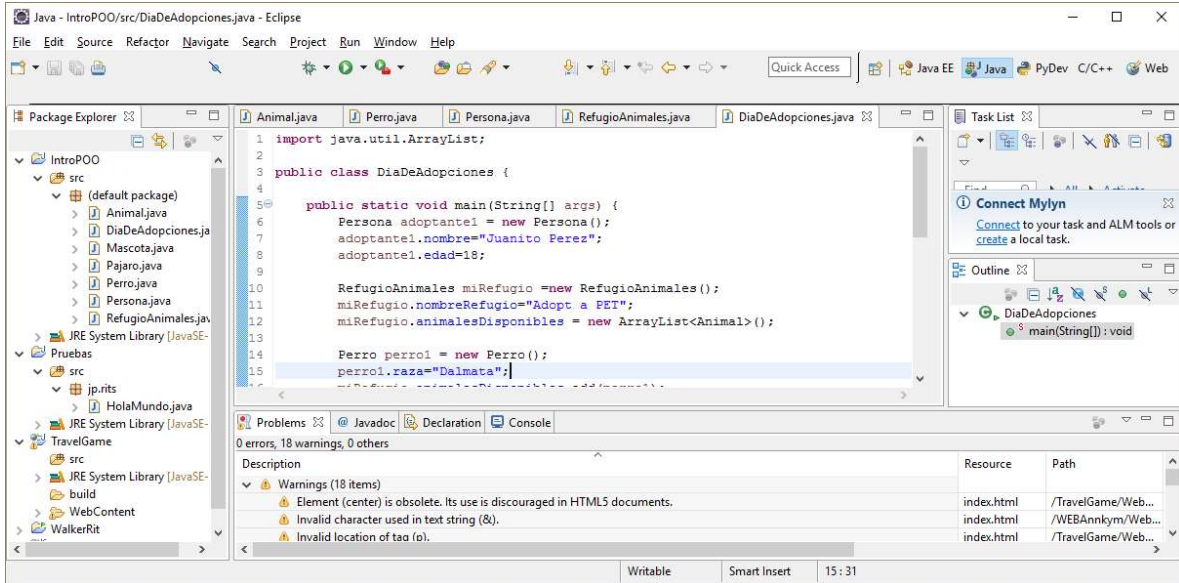 Java - IntroPOO/src/DiaDeAdopciones.java - Eclipse
File Edit Source Refactor Navigate Search Project Run Window Help
Quick Access Java EE Java PyDev C/C++ Web
Package Explorer
IntroPOO
src
(default package)
Animal.java
DiaDeAdopciones.ja
Mascota.java
Pajaro.java
Perro.java
Persona.java
RefugioAnimales.jav
JRE System Library [JavaSE-
Pruebas
src
jp.rits
HolaMundo.java
JRE System Library [JavaSE-
TravelGame
src
JRE System Library [JavaSE-
build
WebContent
WalkerRit
Animal.java Perro.java Persona.java RefugioAnimales.java DiaDeAdopciones.java
1 import java.util.ArrayList;
2
3 public class DiaDeAdopciones {
4
5 public static void main(String[] args) {
6 Persona adoptante1 = new Persona();
7 adoptante1.nombre="Juanito Perez";
8 adoptante1.edad=18;
9
10 RefugioAnimales miRefugio =new RefugioAnimales();
11 miRefugio.nombreRefugio="Adopt a PET";
12 miRefugio.animalesDisponibles = new ArrayList<Animal>();
13
14 Perro perro1 = new Perro();
15 perro1.raza="Dalmata";
16 miRefugio.animalesDisponibles.add(perro1);
Task List
Find All Activate
Connect Mylyn
Connect to your task and ALM tools or
create a local task.
Outline
DiaDeAdopciones
main(String[]) : void
Problems @ Javadoc Declaration Console
0 errors, 18 warnings, 0 others
Description Resource Path
Warnings (18 items)
Element (center) is obsolete. Its use is discouraged in HTML5 documents. index.html /TravelGame/Web...
Invalid character used in text string (&). index.html /WEBAnnkym/Web...
Invalid location of tag (p). index.html /TravelGame/Web...
Writable Smart Insert 15 : 31